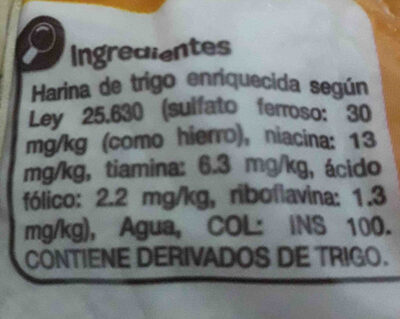 Ingredientes
Harina de trigo enriquecida según
Ley 25.630 (sulfato ferroso: 30
mg/kg (como hierro), niacina: 13
mg/kg, tiamina: 6.3 mg/kg, ácido
fólico: 2.2 mg/kg, riboflavina: 1.3
mg/kg), Agua, COL: INS 100.
CONTIENE DERIVADOS DE TRIGO.